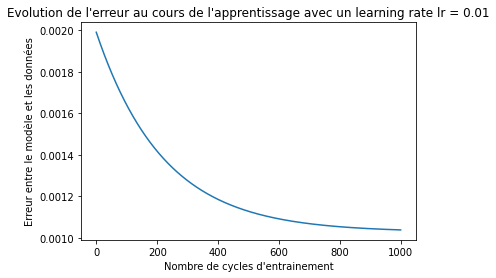 Evolution de l'erreur au cours de l'apprentissage avec un learning rate lr = 0.01
Erreur entre le modèle et les données
0.0020
0.0018
0.0016
0.0014
0.0012
0.0010
0 200 400 600 800 1000
Nombre de cycles d'entrainement